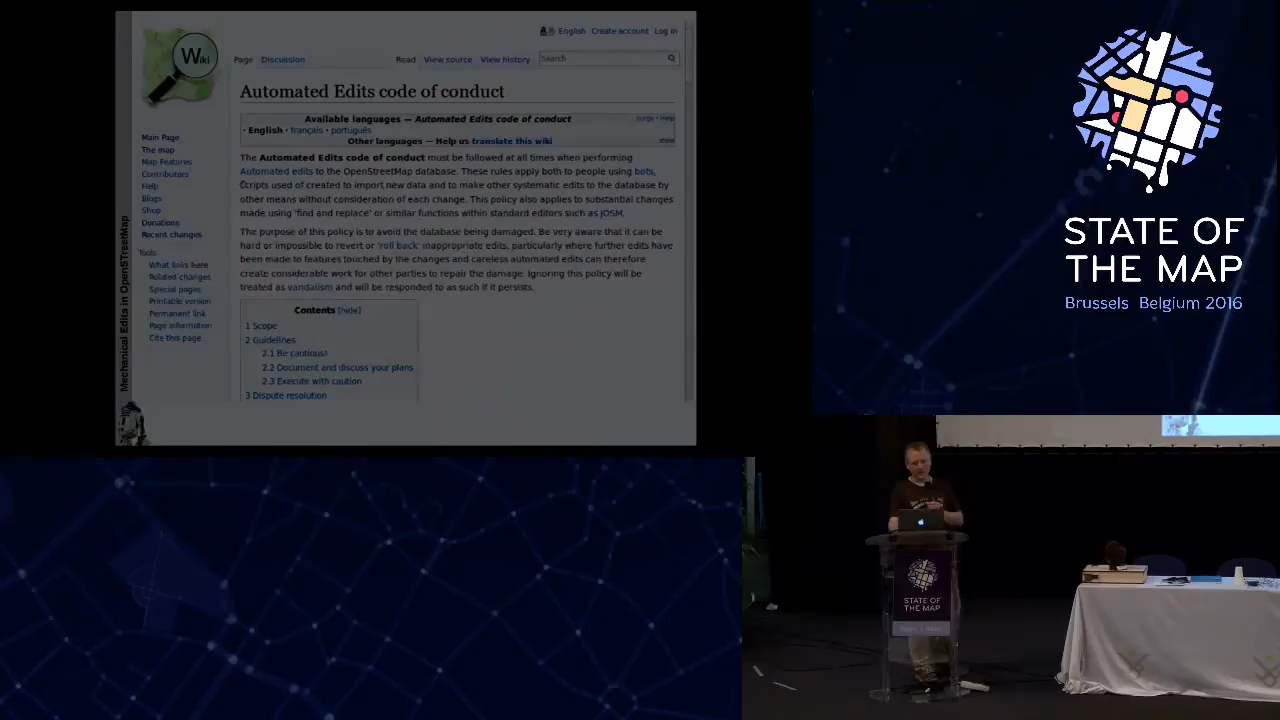 English Create account Log in
Wiki
Page Discussion Read View source View history Search
Automated Edits code of conduct
Available languages — Automated Edits code of conduct
purge • help
· English • français • português
Other languages — Help us translate this wiki
show
The Automated Edits code of conduct must be followed at all times when performing
Automated edits to the OpenStreetMap database. These rules apply both to people using bots,
scripts used of created to import new data and to make other systematic edits to the database by
other means without consideration of each change. This policy also applies to substantial changes
made using 'find and replace' or similar functions within standard editors such as JOSM.
The purpose of this policy is to avoid the database being damaged. Be very aware that it can be
hard or impossible to revert or 'roll back' inappropriate edits, particularly where further edits have
been made to features touched by the changes and careless automated edits can therefore
create considerable work for other parties to repair the damage. Ignoring this policy will be
treated as vandalism and will be responded to as such if it persists.
Contents [hide]
1 Scope
2 Guidelines
2.1 Be cautious!
2.2 Document and discuss your plans
2.3 Execute with caution
3 Dispute resolution
Main Page
The map
Map Features
Contributors
Help
Blogs
Shop
Donations
Recent changes
Tools
What links here
Related changes
Special pages
Printable version
Permanent link
Page information
Cite this page
Mechanical Edits in OpenSTreetMap
STATE OF
THE MAP
Brussels Belgium 2016
STATE OF
THE MAP